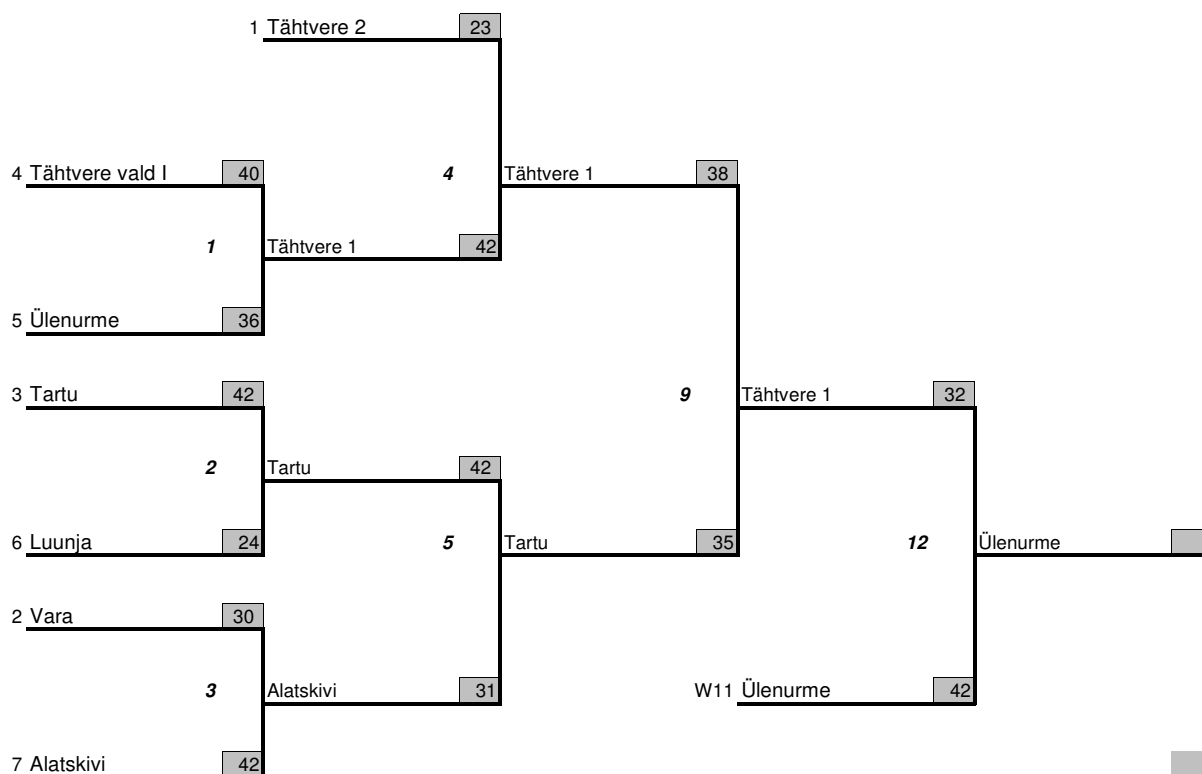 1 Tähtvere 2 23
4 Tähtvere vald I 40 4 Tähtvere 1 38
1 Tähtvere 1 42
5 Ülenurme 36
3 Tartu 42 9 Tähtvere 1 32
2 Tartu 42
6 Luunja 24 5 Tartu 35 12 Ülenurme
2 Vara 30
3 Alatskivi 31 W11 Ülenurme 42
7 Alatskivi 42